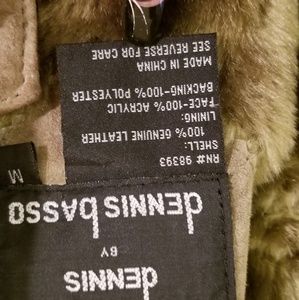 dENNIS
BY
dENNIS basso
M
RN# 98393
SHELL:
100% GENUINE LEATHER
LINING:
FACE-100% ACRYLIC
BACKING-100% POLYESTER
MADE IN CHINA
SEE REVERSE FOR CARE